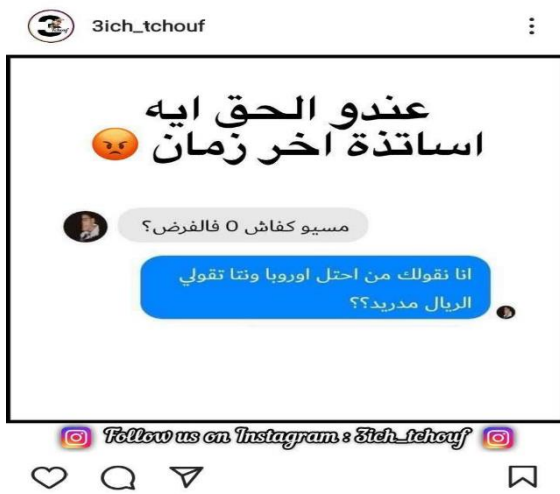 3ich_tchouf
عندو الحق ايه
اساتذة اخر زمان 😡
مسيو كفاش 0 فالفرض؟
انا نقولك من احتل اوروبا ونتا تقولي
الريال مدريد؟؟
Follow us on Instagram : 3ich_tchouf